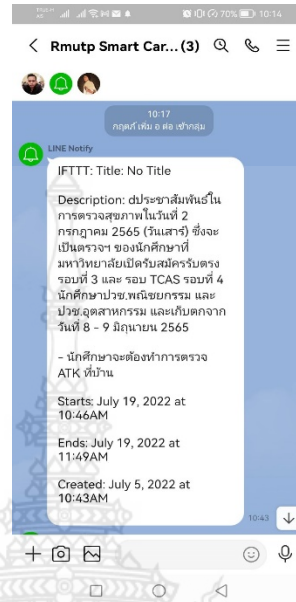 70% 10:14
Rmutp Smart Car...(3)
10:17
กฤตภั เพิ่ม อ ต่อ เข้ากลุ่ม
LINE Notify
IFTTT: Title: No Title
Description: dประชาสัมพันธ์ใน
การตรวจสุขภาพในวันที่ 2
กรกฎาคม 2565 (วันเสาร์) ซึ่งจะ
เป็นตรวจฯ ของนักศึกษาที่
มหาวิทยาลัยเปิดรับสมัครรับตรง
รอบที่ 3 และ รอบ TCAS รอบที่ 4
นักศึกษาปวช.พณิชยกรรม และ
ปวช.อุตสาหกรรม และเก็บตกจาก
วันที่ 8 - 9 มิถุนายน 2565
- นักศึกษาจะต้องทำการตรวจ
ATK ที่บ้าน
Starts: July 19, 2022 at
10:46AM
Ends: July 19, 2022 at
11:49AM
Created: July 5, 2022 at
10:43AM
10:43